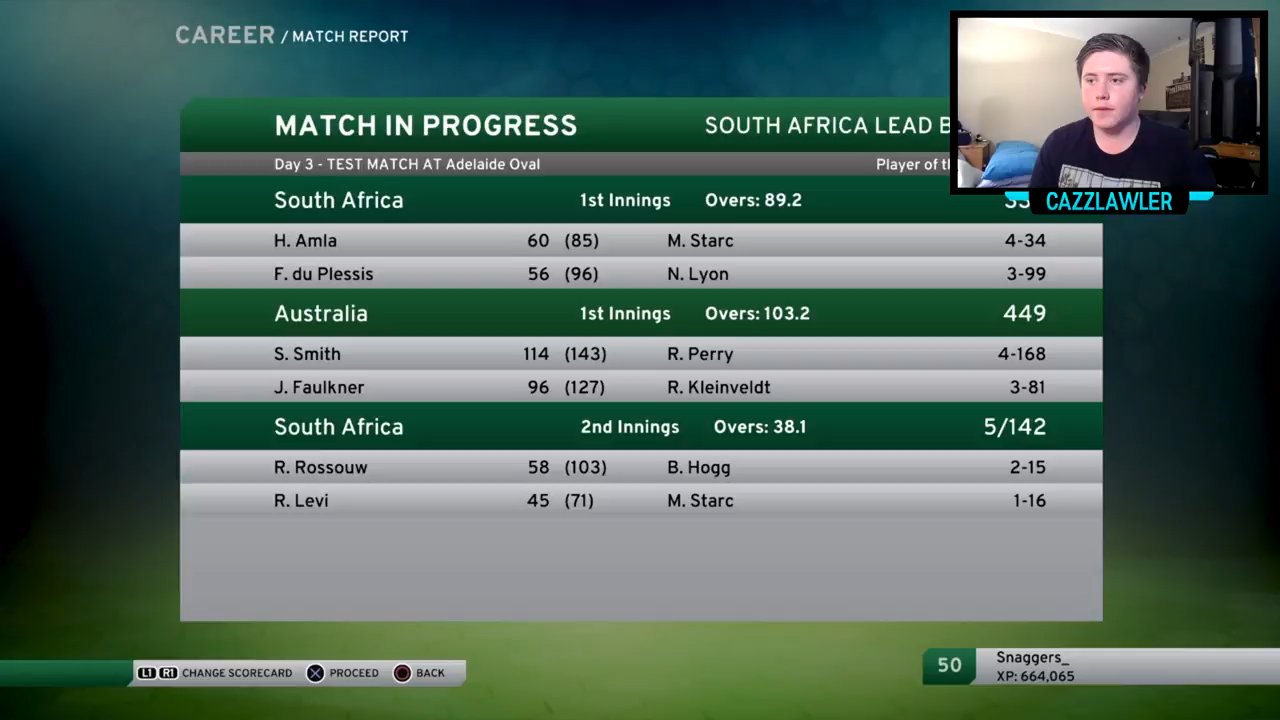 CAREER / MATCH REPORT
MATCH IN PROGRESS SOUTH AFRICA LEAD
Day 3 - TEST MATCH AT Adelaide Oval Player of
South Africa 1st Innings Overs: 89.2
H. Amla 60 (85) M. Starc 4-34
F. du Plessis 56 (96) N. Lyon 3-99
Australia 1st Innings Overs: 103.2 449
S. Smith 114 (143) R. Perry 4-168
J. Faulkner 96 (127) R. Kleinveldt 3-81
South Africa 2nd Innings Overs: 38.1 5/142
R. Rossouw 58 (103) B. Hogg 2-15
R. Levi 45 (71) M. Starc 1-16
CAZZLAWLER
L1 R1 CHANGE SCORECARD PROCEED BACK
50 Snaggers_
XP: 664,065